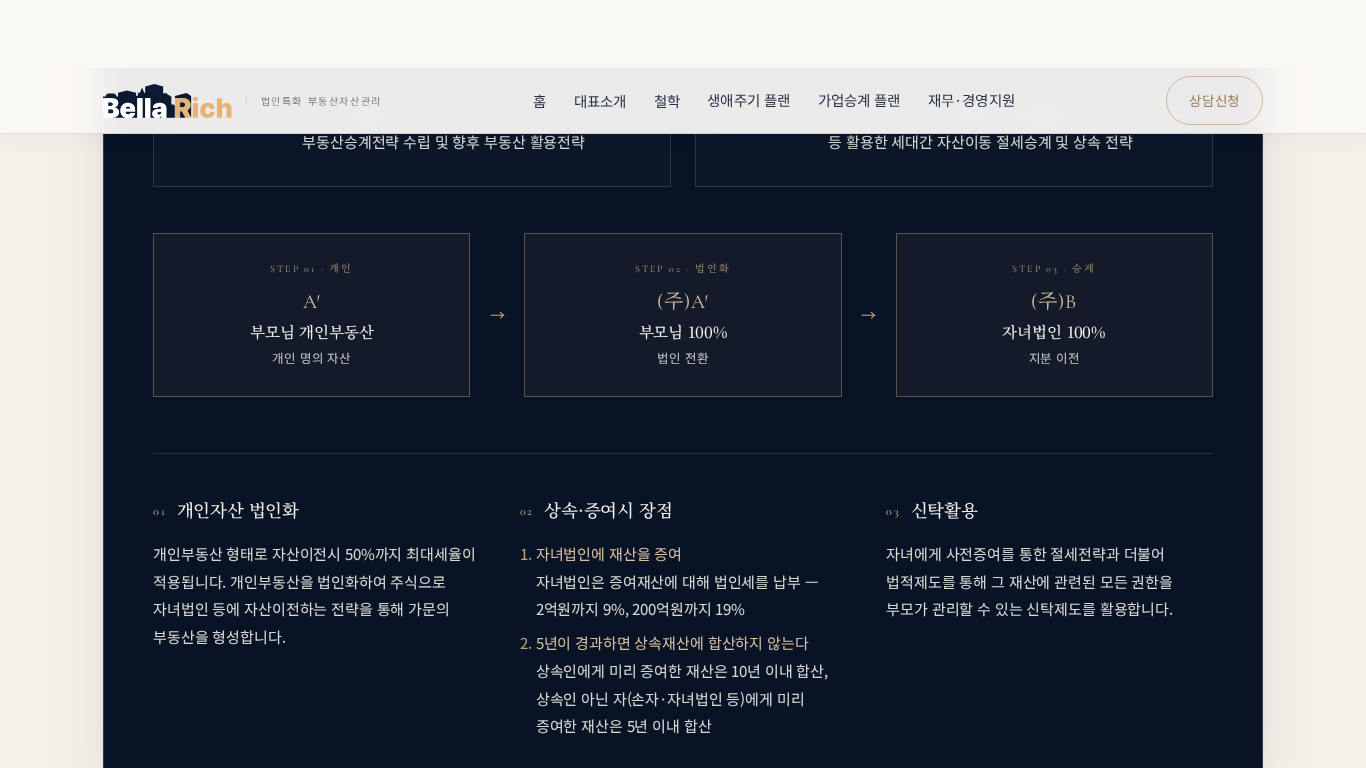 Bella Rich
법인특화 부동산자산관리
홈
대표소개
철학
생애주기 플랜
가업승계 플랜
재무·경영지원
상담신청
부동산승계전략 수립 및 향후 부동산 활용전략
등 활용한 세대간 자산이동 절세승계 및 상속 전략
STEP 01 · 개인
A′
부모님 개인부동산
개인 명의 자산
→
STEP 02 · 법인화
(주)A′
부모님 100%
법인 전환
→
STEP 03 · 승계
(주)B
자녀법인 100%
지분 이전
01 개인자산 법인화
개인부동산 형태로 자산이전시 50%까지 최대세율이
적용됩니다. 개인부동산을 법인화하여 주식으로
자녀법인 등에 자산이전하는 전략을 통해 가문의
부동산을 형성합니다.
02 상속·증여시 장점
1. 자녀법인에 재산을 증여
자녀법인은 증여재산에 대해 법인세를 납부 —
2억원까지 9%, 200억원까지 19%
2. 5년이 경과하면 상속재산에 합산하지 않는다
상속인에게 미리 증여한 재산은 10년 이내 합산,
상속인 아닌 자(손자·자녀법인 등)에게 미리
증여한 재산은 5년 이내 합산
03 신탁활용
자녀에게 사전증여를 통한 절세전략과 더불어
법적제도를 통해 그 재산에 관련된 모든 권한을
부모가 관리할 수 있는 신탁제도를 활용합니다.